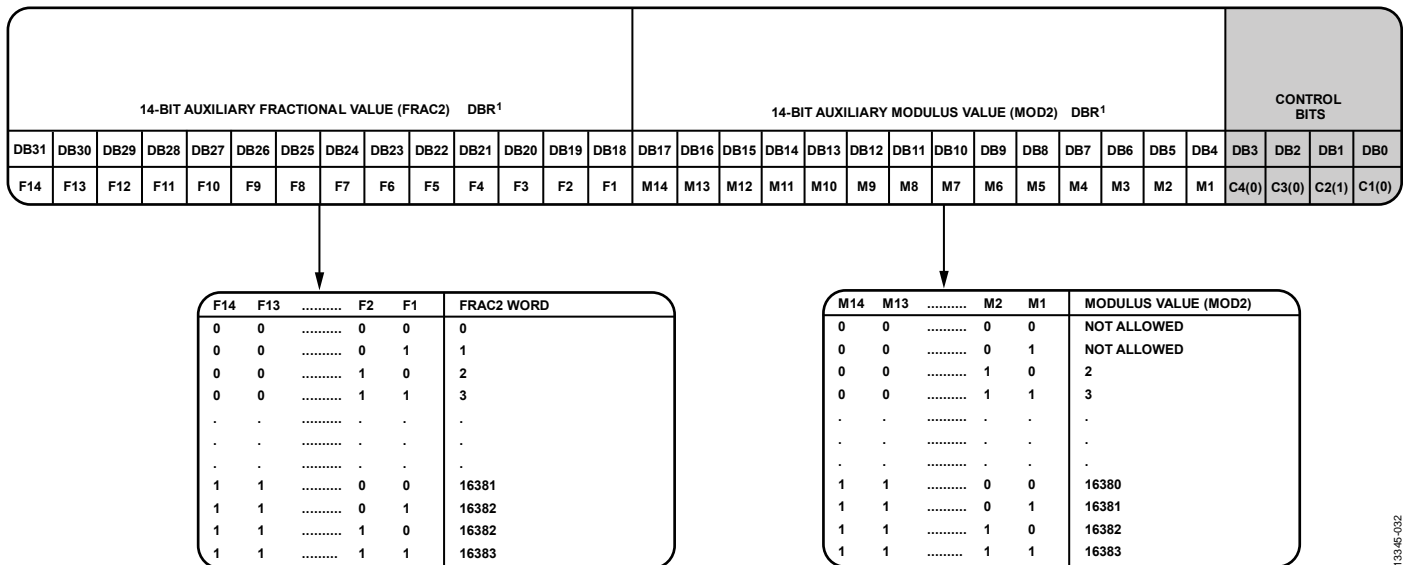 14-BIT AUXILIARY FRACTIONAL VALUE (FRAC2) DBR1 14-BIT AUXILIARY MODULUS VALUE (MOD2) DBR1 CONTROL
BITS
DB31 DB30 DB29 DB28 DB27 DB26 DB25 DB24 DB23 DB22 DB21 DB20 DB19 DB18 DB17 DB16 DB15 DB14 DB13 DB12 DB11 DB10 DB9 DB8 DB7 DB6 DB5 DB4 DB3 DB2 DB1 DB0
F14 F13 F12 F11 F10 F9 F8 F7 F6 F5 F4 F3 F2 F1 M14 M13 M12 M11 M10 M9 M8 M7 M6 M5 M4 M3 M2 M1 C4(0) C3(0) C2(1) C1(0)
F14 F13 .......... F2 F1 FRAC2 WORD
0 0 .......... 0 0 0
0 0 .......... 0 1 1
0 0 .......... 1 0 2
0 0 .......... 1 1 3
. . .......... . . .
. . .......... . . .
. . .......... . . .
1 1 .......... 0 0 16381
1 1 .......... 0 1 16382
1 1 .......... 1 0 16382
1 1 ......... 1 1 16383
M14 M13 .......... M2 M1 MODULUS VALUE (MOD2)
0 0 .......... 0 0 NOT ALLOWED
0 0 .......... 0 1 NOT ALLOWED
0 0 .......... 1 0 2
0 0 .......... 1 1 3
. . .......... . . .
. . .......... . . .
. . .......... . . .
1 1 .......... 0 0 16380
1 1 .......... 0 1 16381
1 1 .......... 1 0 16382
1 1 ......... 1 1 16383
13345-032